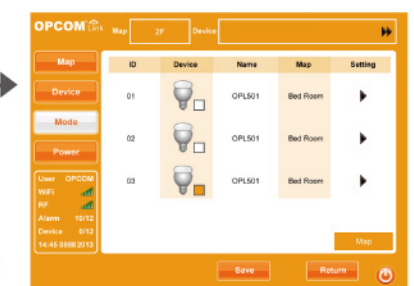 OPCOM Link Map 2F Device
Map
Device
Mode
Power
ID Device Name Map Setting
01 OPL501 Bed Room
02 OPL501 Bed Room
03 OPL501 Bed Room
User OPCOM
WiFi
RF
Alarm 10/12
Device 0/12
14:45 0508 2013
Map
Save Return